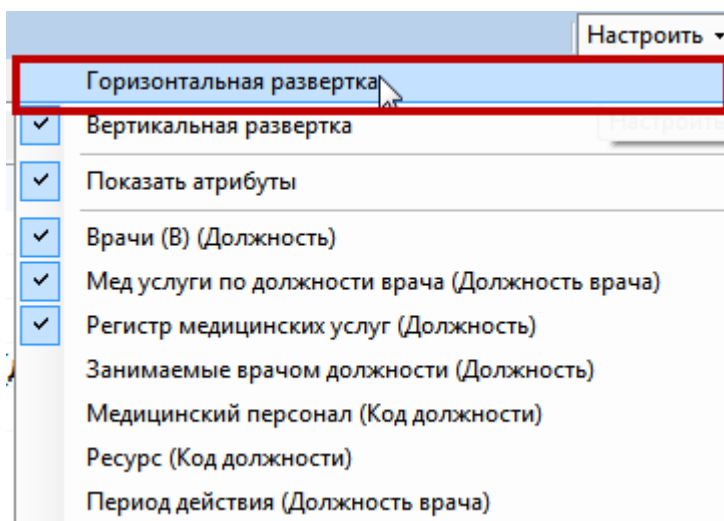 Настроить
Горизонтальная развертка
Вертикальная развертка
Настроить
Показать атрибуты
Врачи (В) (Должность)
Мед услуги по должности врача (Должность врача)
Регистр медицинских услуг (Должность)
Занимаемые врачом должности (Должность)
Медицинский персонал (Код должности)
Ресурс (Код должности)
Период действия (Должность врача)